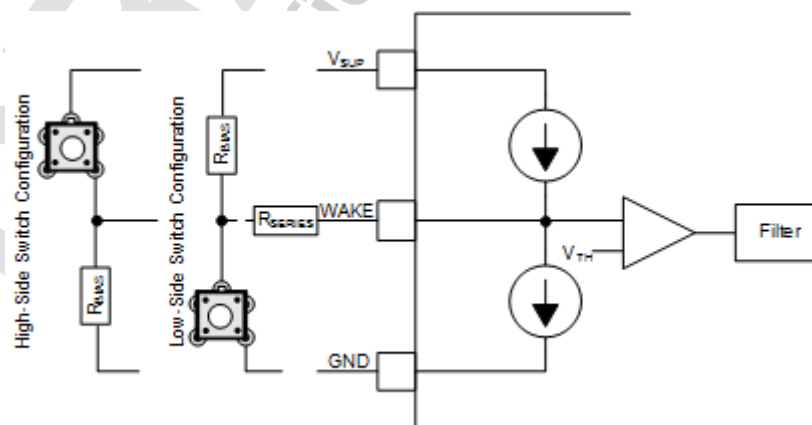 High-Side Switch Configuration
RBIAS
Low-Side Switch Configuration
RBIAS
RSERIES
VSUP
WAKE
GND
VTH
Filter